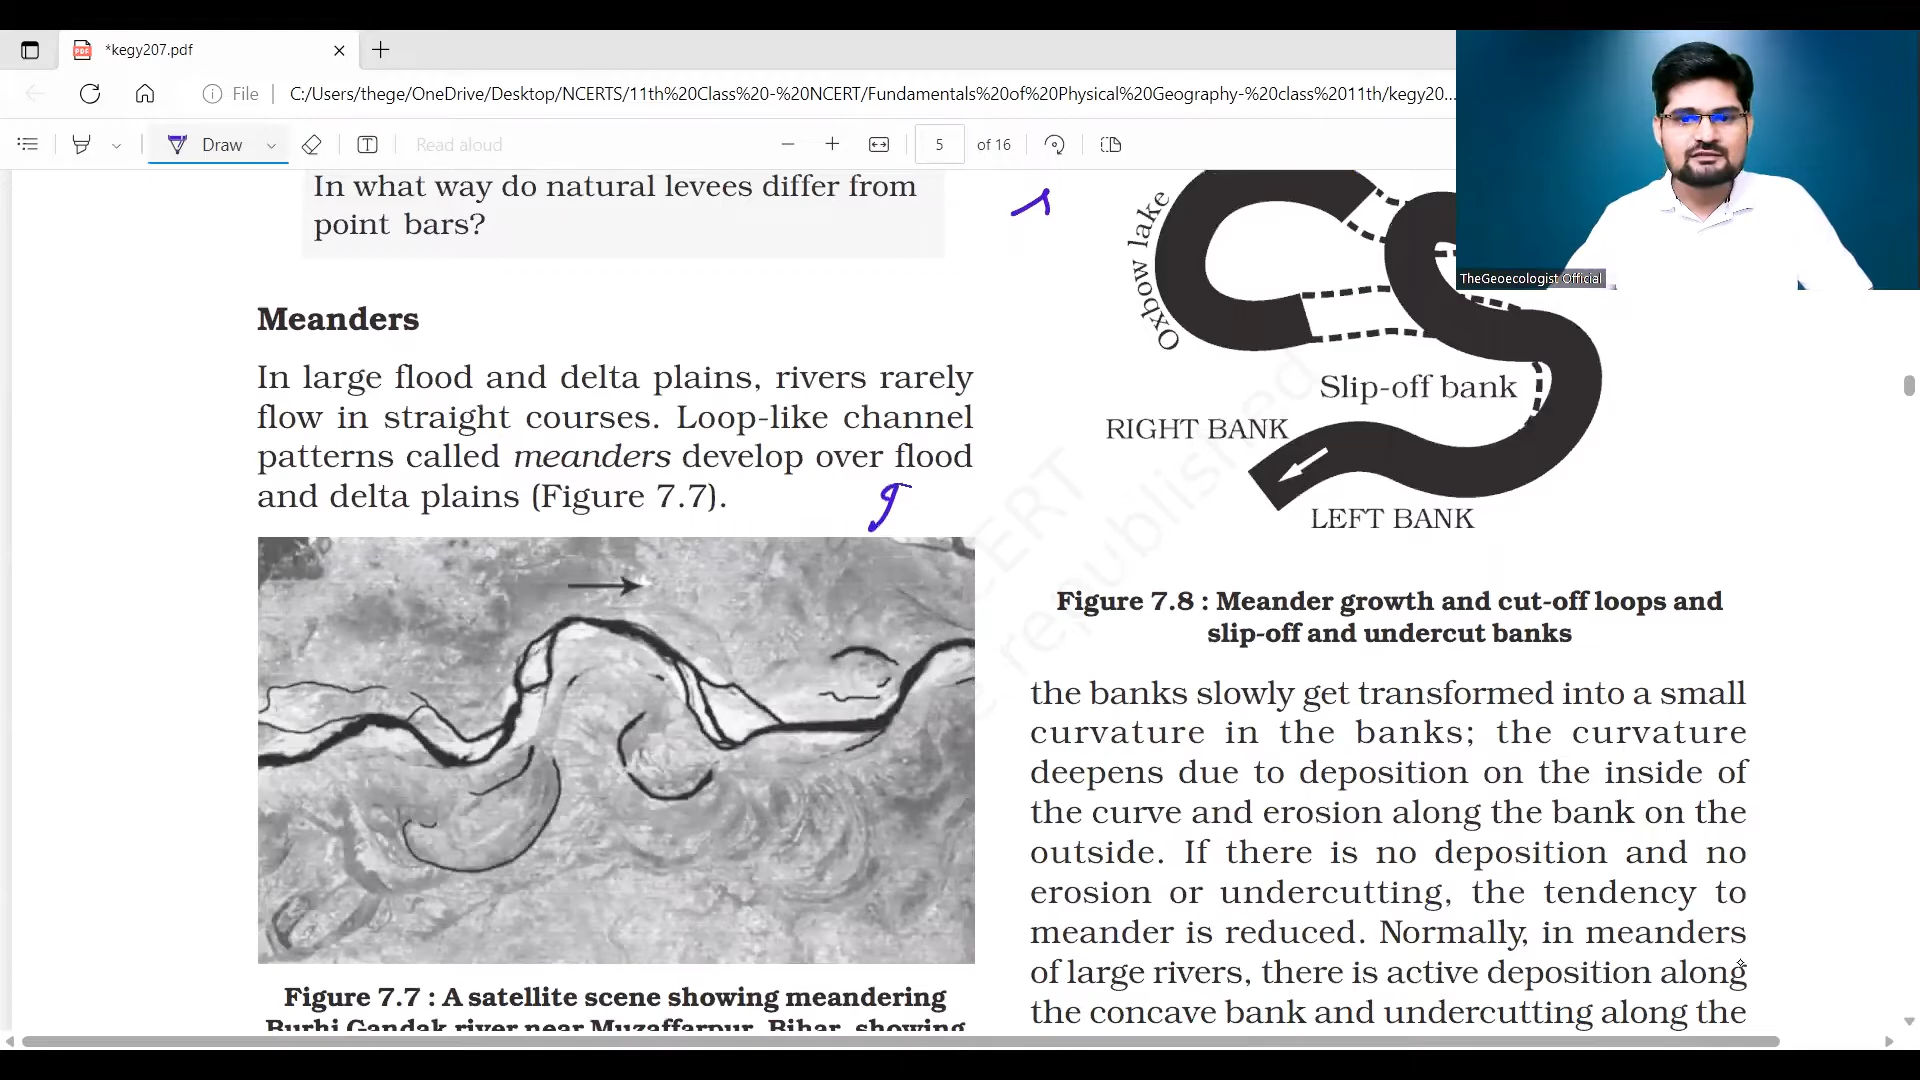 *kegy207.pdf
File
C:/Users/thege/OneDrive/Desktop/NCERTS/11th%20Class%20-%20NCERT/Fundamentals%20of%20Physical%20Geography-%20class%2011th/kegy20...
Draw
Read aloud
5 of 16
TheGeoecologist Official
In what way do natural levees differ from
point bars?
Meanders
In large flood and delta plains, rivers rarely
flow in straight courses. Loop-like channel
patterns called meanders develop over flood
and delta plains (Figure 7.7).
Figure 7.7 : A satellite scene showing meandering
Burhi Gandak river near Muzaffarpur, Bihar, showing
Oxbow lake
Slip-off bank
RIGHT BANK
LEFT BANK
Figure 7.8 : Meander growth and cut-off loops and
slip-off and undercut banks
the banks slowly get transformed into a small
curvature in the banks; the curvature
deepens due to deposition on the inside of
the curve and erosion along the bank on the
outside. If there is no deposition and no
erosion or undercutting, the tendency to
meander is reduced. Normally, in meanders
of large rivers, there is active deposition along
the concave bank and undercutting along the
republished